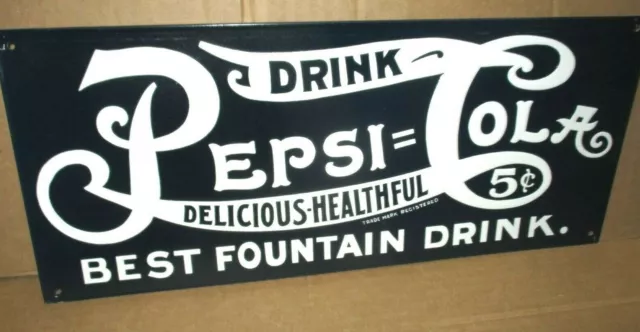 DRINK
PEPSI=COLA
5¢
DELICIOUS-HEALTHFUL
TRADE MARK REGISTERED
BEST FOUNTAIN DRINK.